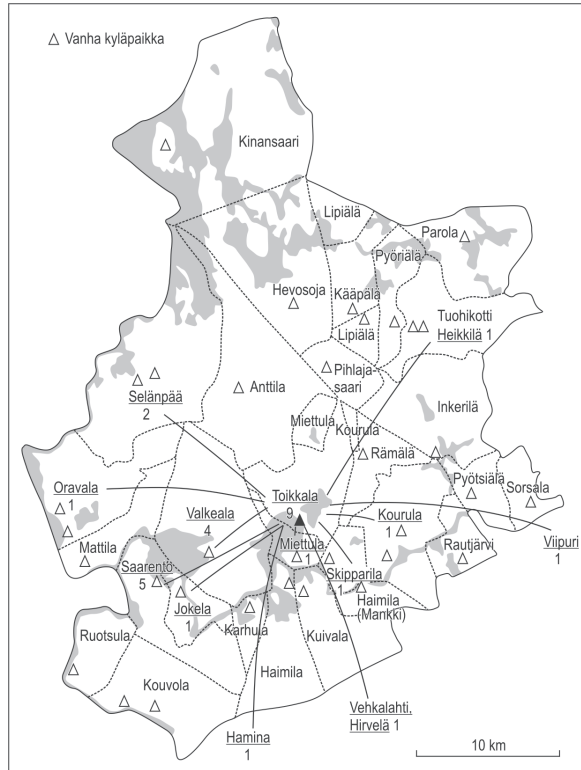 Vanha kyläpaikka
Kinansaari
Lipiälä
Parola
Pyöriälä
Hevosoja
Kääpälä
Tuohikotti
Heikkilä 1
Lipiälä
Pihlaja-
saari
Selänpää
2
Anttila
Miettula
Kourula
Inkerilä
Rämälä
Oravala
1
Toikkala
9
Pyötsiälä
Sorsala
Valkeala
4
Kourula
1
Viipuri
1
Mattila
Miettula
1
Rautjärvi
Saarento
5
Skipparila
1
Jokela
1
Haimila
(Mankki)
Karhula
Kuivala
Ruotsula
Haimila
Kouvola
Vehkalahti,
Hirvelä 1
Hamina
1
10 km